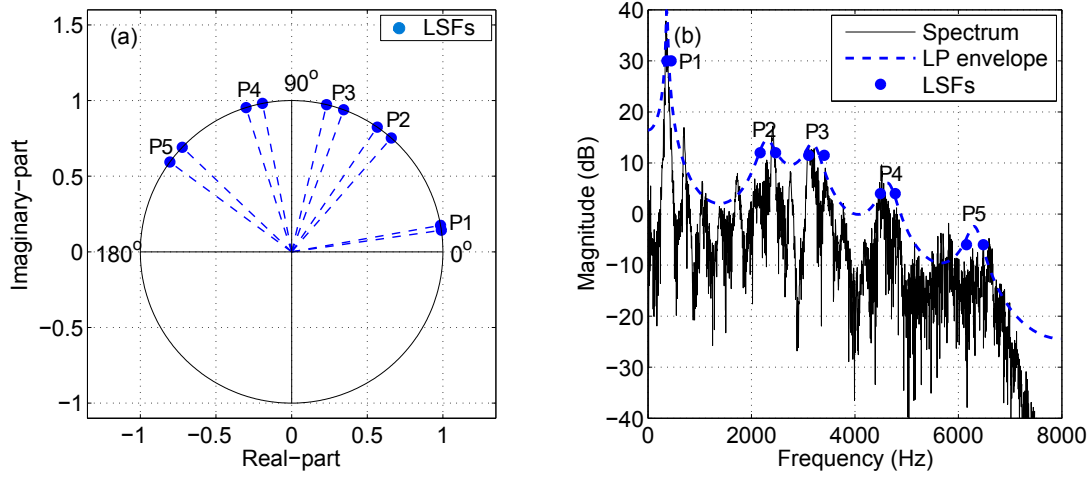 (a)
LSFs
1.5
1
0.5
0
−0.5
−1
Imaginary−part
P4
90°
P3
P2
P5
P1
180°
0°
−1
−0.5
0
0.5
1
Real−part
(b)
Spectrum
LP envelope
LSFs
40
30
20
10
0
−10
−20
−30
−40
Magnitude (dB)
P1
P2
P3
P4
P5
0
2000
4000
6000
8000
Frequency (Hz)